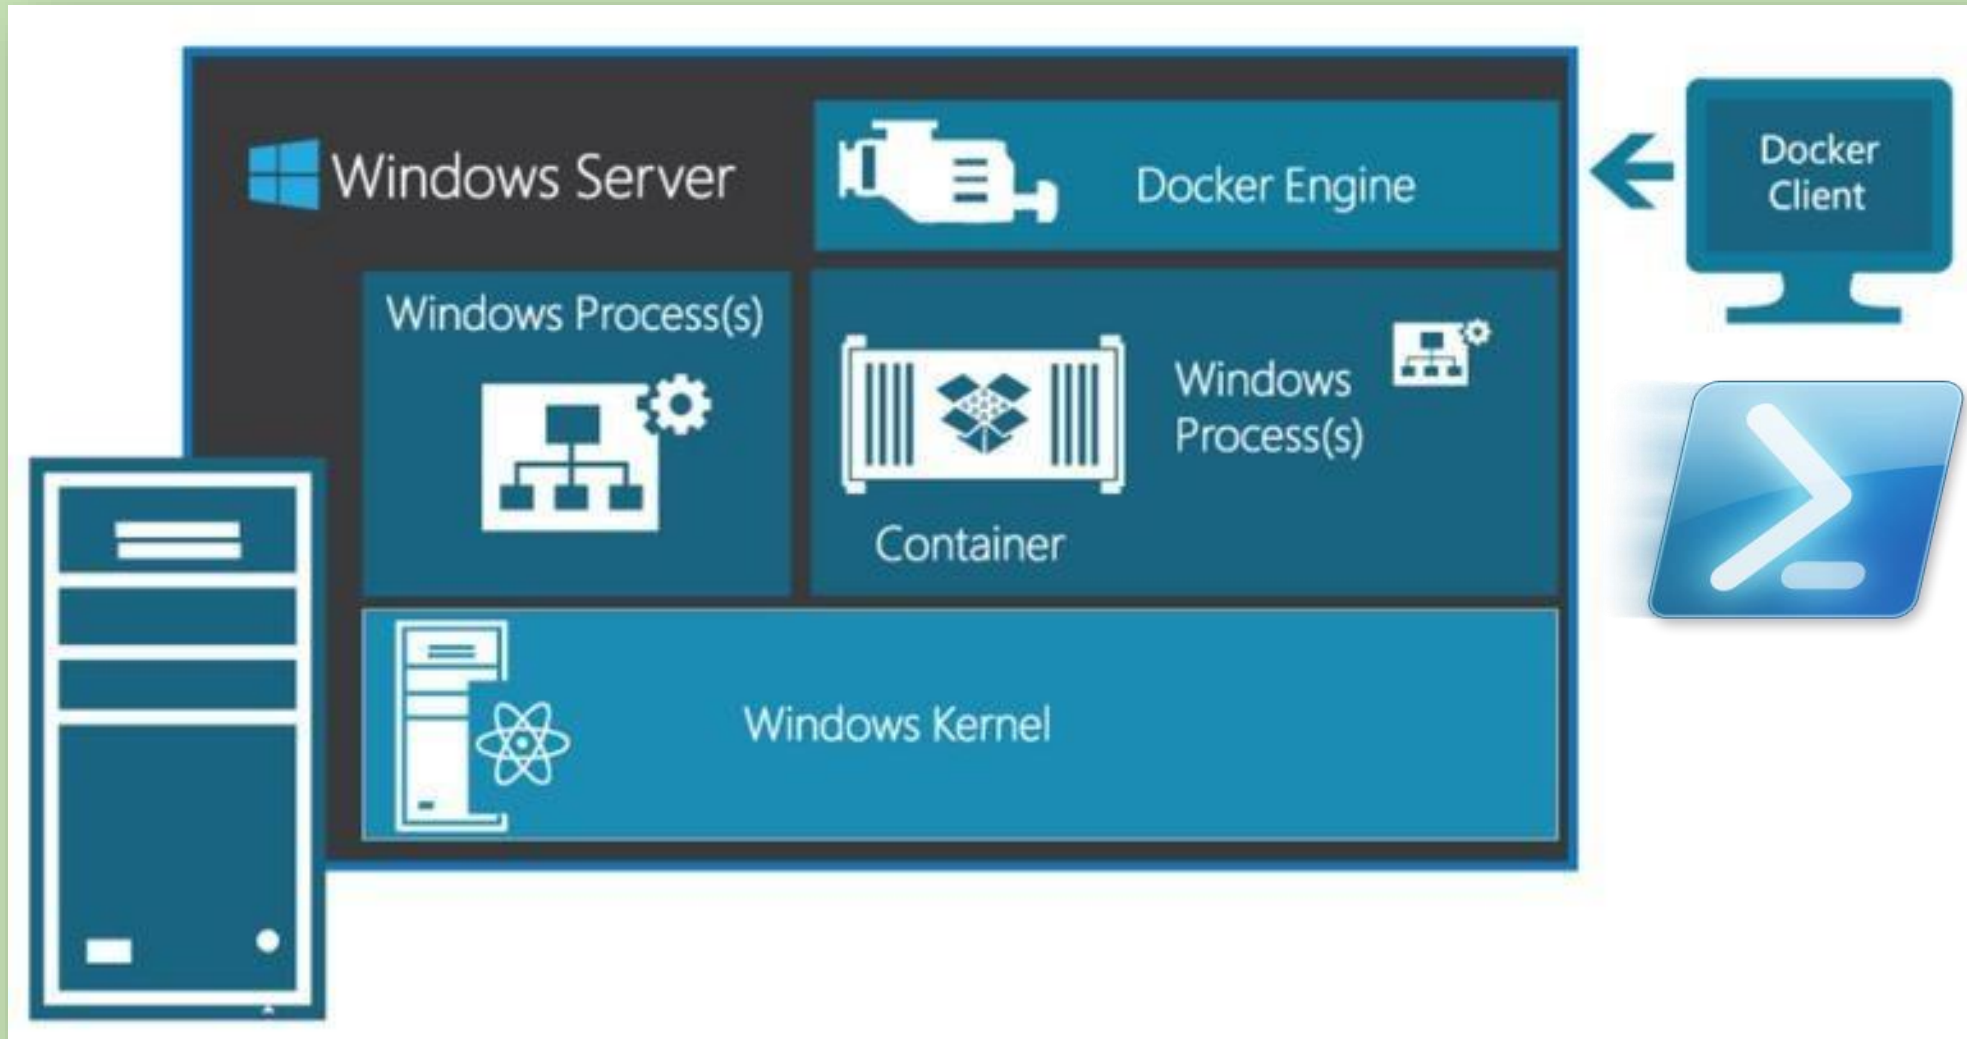 Windows Server
Docker Engine
Docker
Client
Windows Process(s)
Windows
Process(s)
Container
Windows Kernel